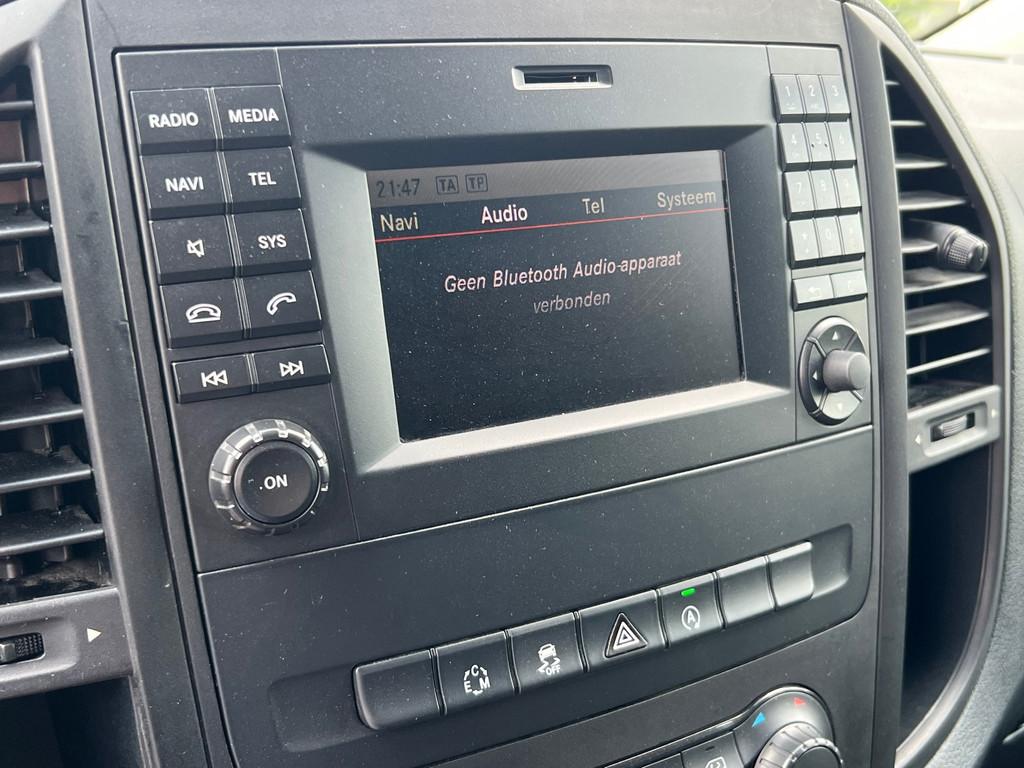 RADIO MEDIA
NAVI TEL
SYS
ON
21:47 TA TP
Navi Audio Tel Systeem
Geen Bluetooth Audio-apparaat
verbonden
1 2 3
4 5 6
7 8 9
* 0 #
C
E M
OFF
A